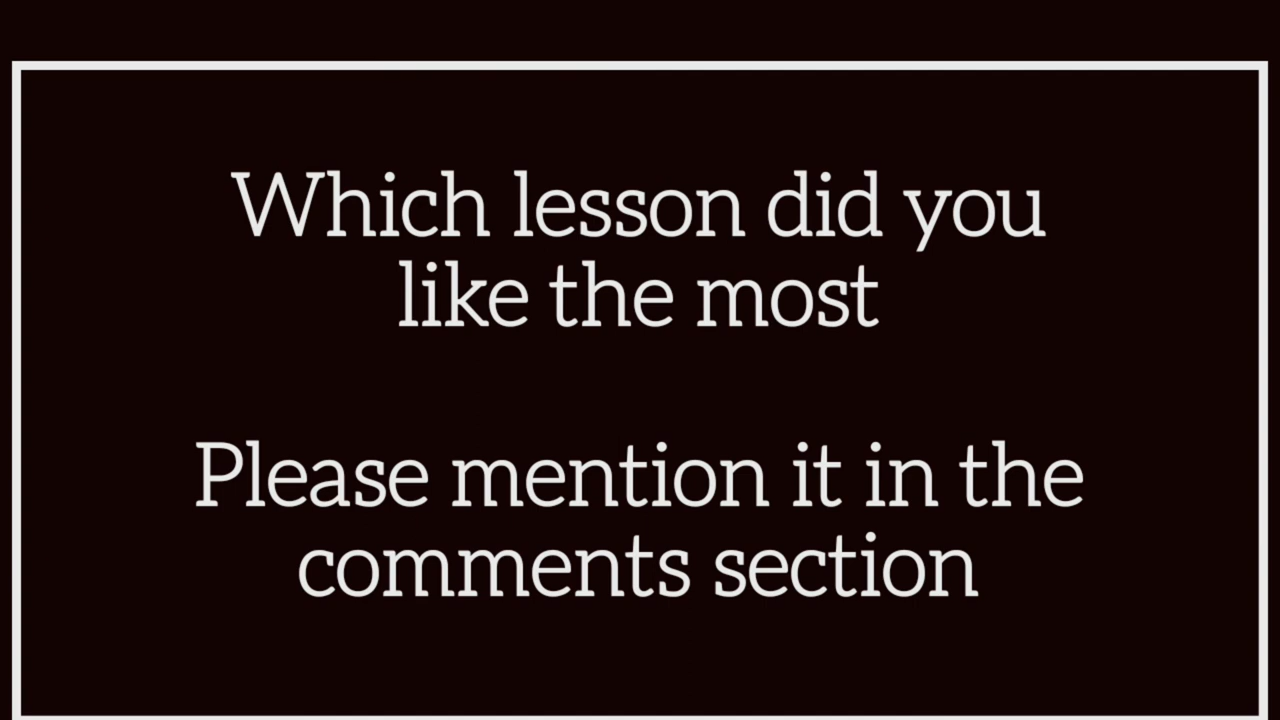 Which lesson did you
like the most
Please mention it in the
comments section